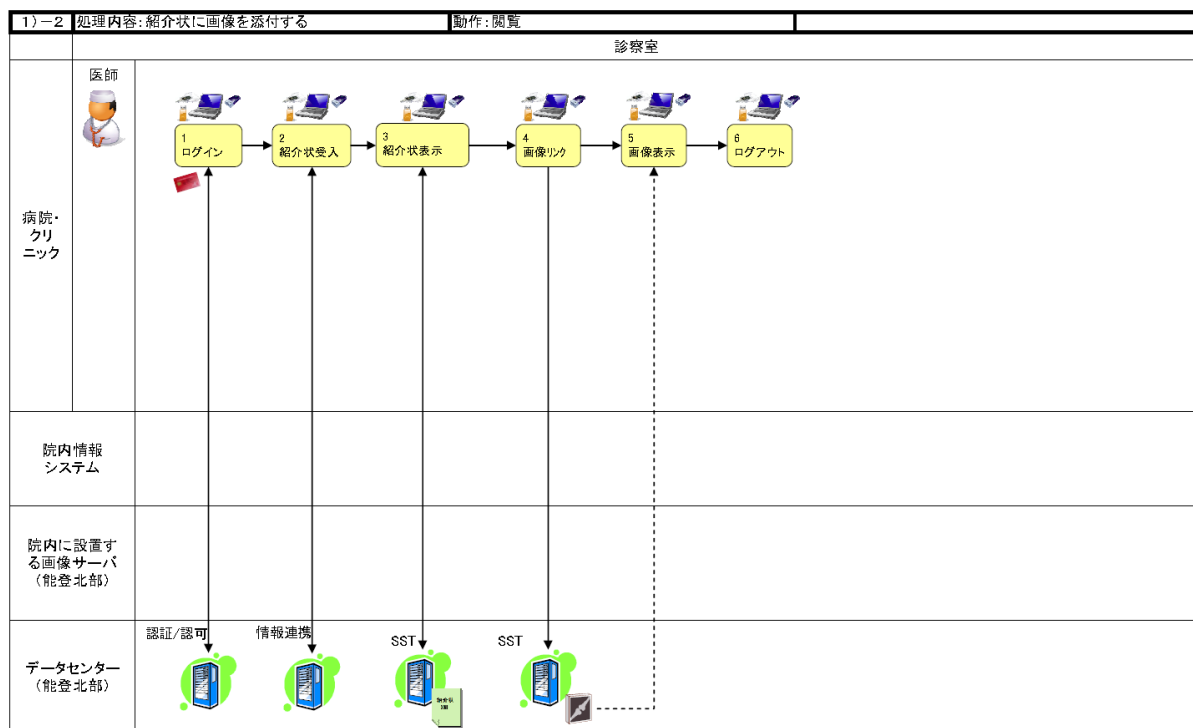 1)－2
処理内容:紹介状に画像を添付する
動作:閲覧
診察室
医師
病院・
クリ
ニック
1
ログイン
2
紹介状受入
3
紹介状表示
4
画像リンク
5
画像表示
6
ログアウト
院内情報
システム
院内に設置す
る画像サーバ
(能登北部)
データセンター
(能登北部)
認証/認可
情報連携
SST
SST